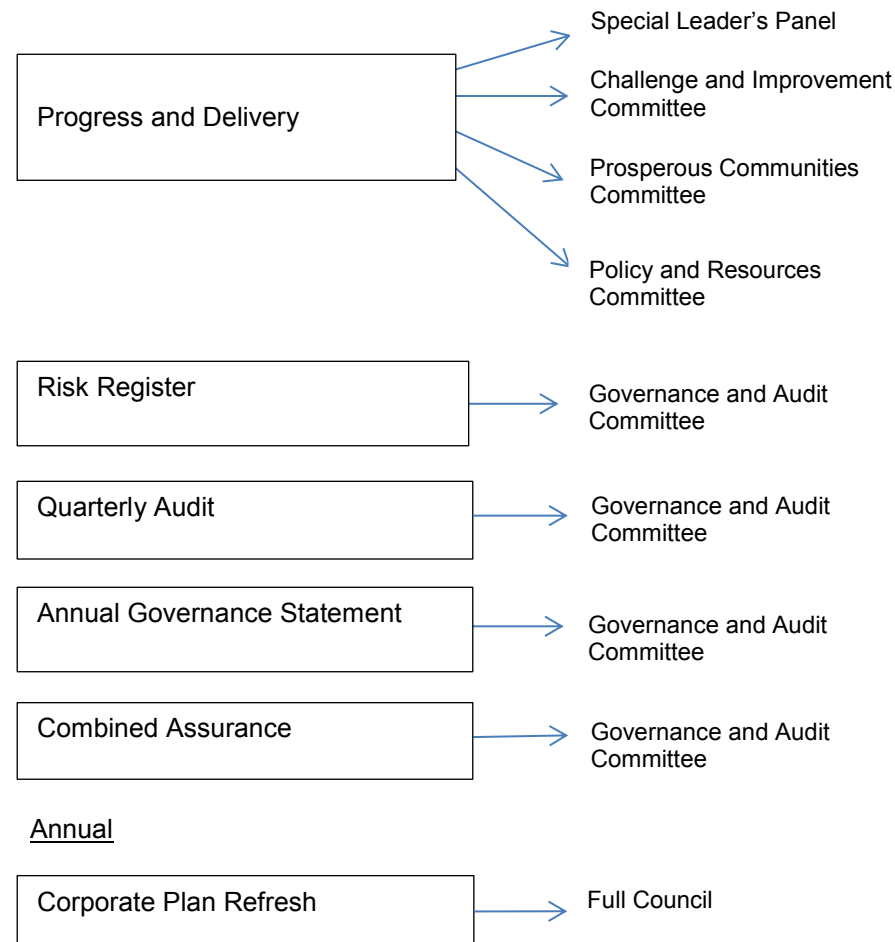 Special Leader’s Panel
Progress and Delivery
Challenge and Improvement
Committee
Prosperous Communities
Committee
Policy and Resources
Committee
Risk Register
Governance and Audit
Committee
Quarterly Audit
Governance and Audit
Committee
Annual Governance Statement
Governance and Audit
Committee
Combined Assurance
Governance and Audit
Committee
Annual
Corporate Plan Refresh
Full Council